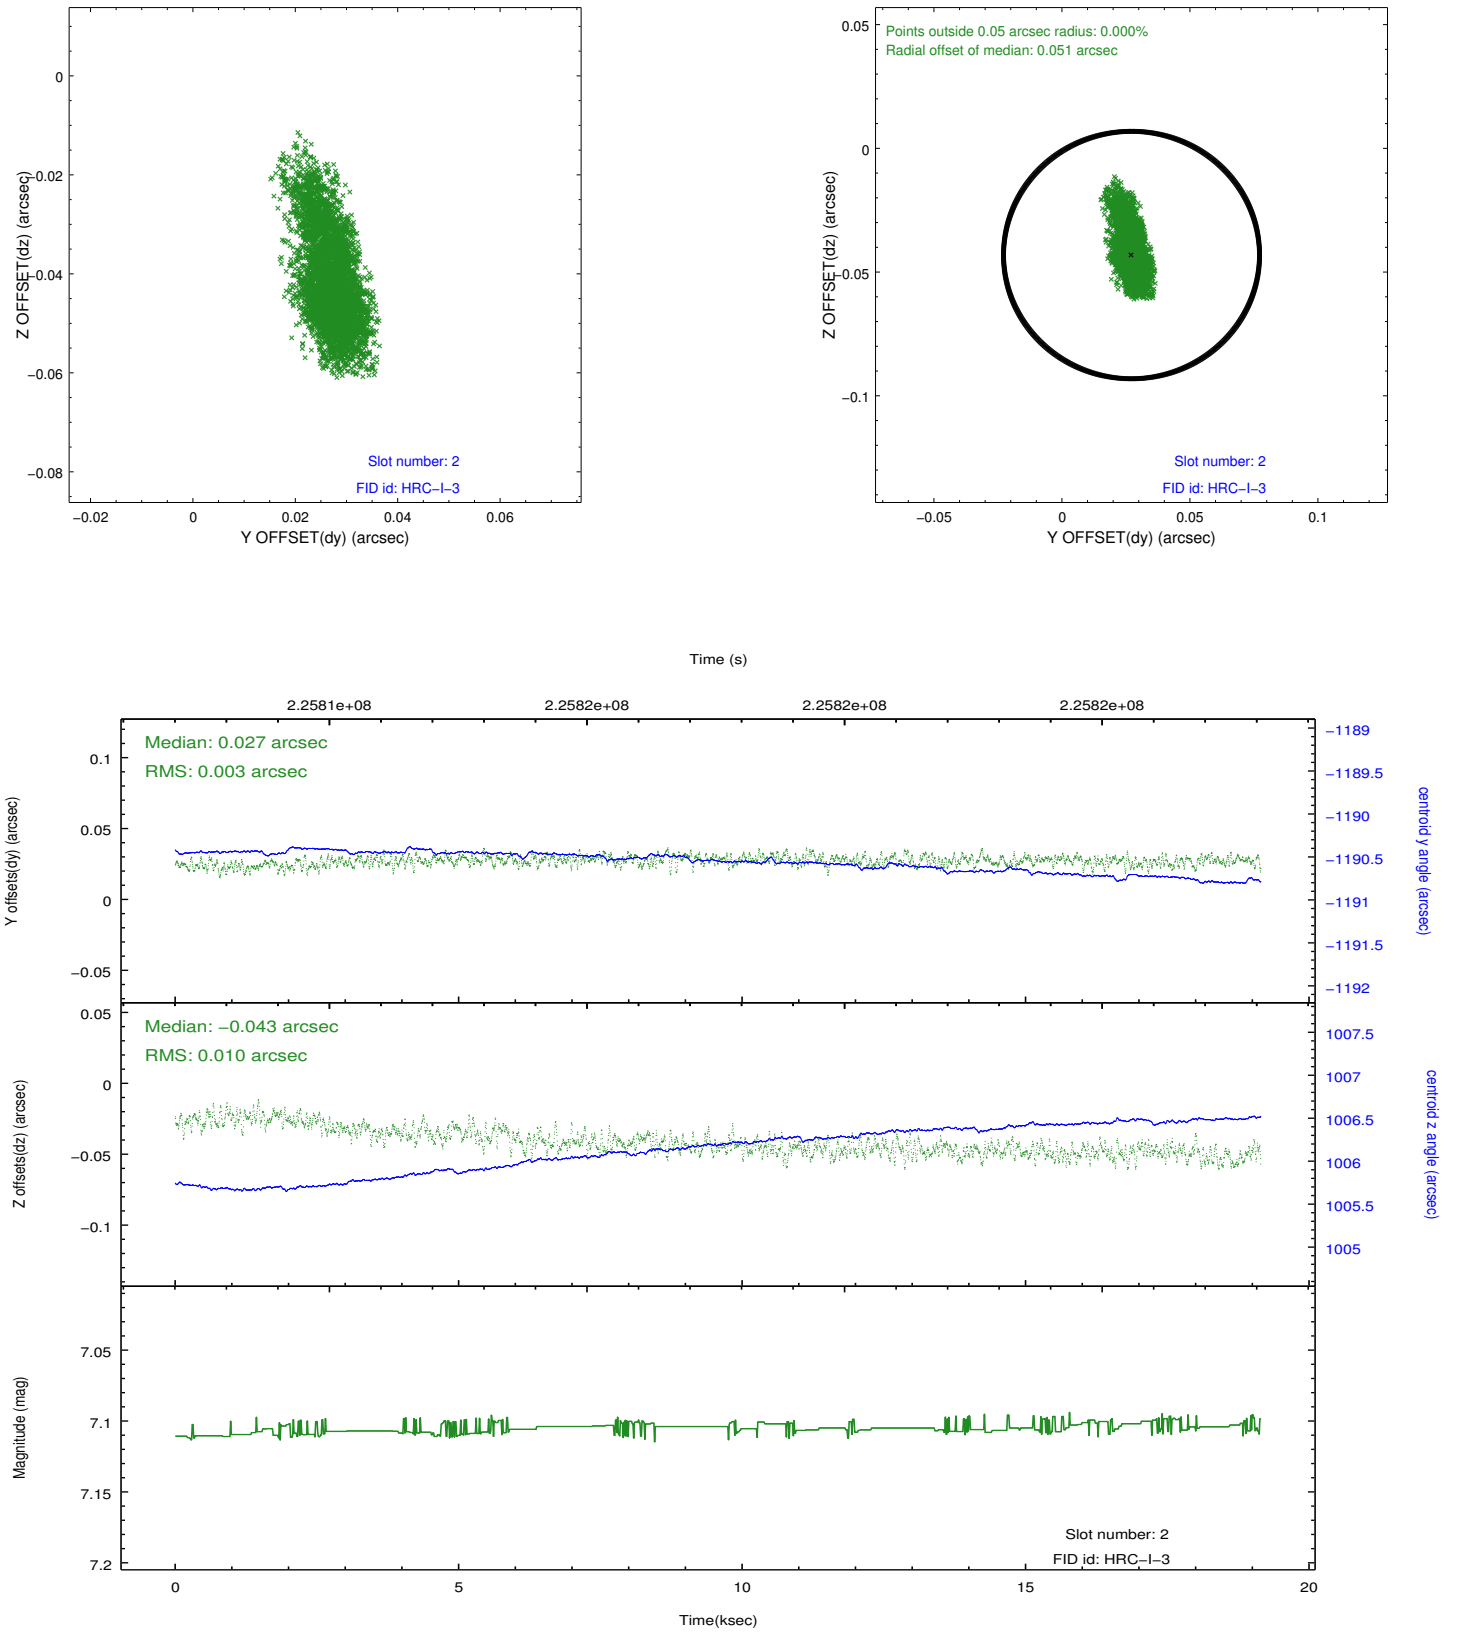 0
−0.02
−0.04
−0.06
−0.08
Z OFFSET(dz) (arcsec)
Slot number: 2
FID id: HRC−I−3
−0.02 0 0.02 0.04 0.06
Y OFFSET(dy) (arcsec)
Points outside 0.05 arcsec radius: 0.000%
Radial offset of median: 0.051 arcsec
0.05
0
−0.05
−0.1
Z OFFSET(dz) (arcsec)
Slot number: 2
FID id: HRC−I−3
−0.05 0 0.05 0.1
Y OFFSET(dy) (arcsec)
Time (s)
2.2581e+08 2.2582e+08 2.2582e+08 2.2582e+08
Median: 0.027 arcsec
RMS: 0.003 arcsec
0.1
0.05
0
−0.05
Y offsets(dy) (arcsec)
−1189
−1189.5
−1190
−1190.5
−1191
−1191.5
−1192
centroid y angle (arcsec)
Median: −0.043 arcsec
RMS: 0.010 arcsec
0.05
0
−0.05
−0.1
Z offsets(dz) (arcsec)
1007.5
1007
1006.5
1006
1005.5
1005
centroid z angle (arcsec)
7.05
7.1
7.15
7.2
Magnitude (mag)
Slot number: 2
FID id: HRC−I−3
0 5 10 15 20
Time(ksec)